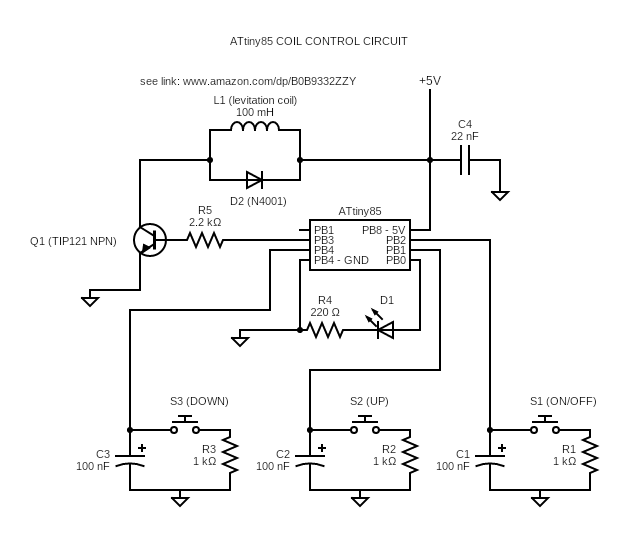 ATtiny85 COIL CONTROL CIRCUIT
see link: www.amazon.com/dp/B0B9332ZZY
+5V
L1 (levitation coil)
100 mH
C4
22 nF
D2 (N4001)
R5
2.2 kΩ
ATtiny85
Q1 (TIP121 NPN)
PB1
PB3
PB4
PB4 - GND
PB8 - 5V
PB2
PB1
PB0
R4
220 Ω
D1
S3 (DOWN)
S2 (UP)
S1 (ON/OFF)
C3
100 nF
+
R3
1 kΩ
C2
100 nF
+
R2
1 kΩ
C1
100 nF
+
R1
1 kΩ